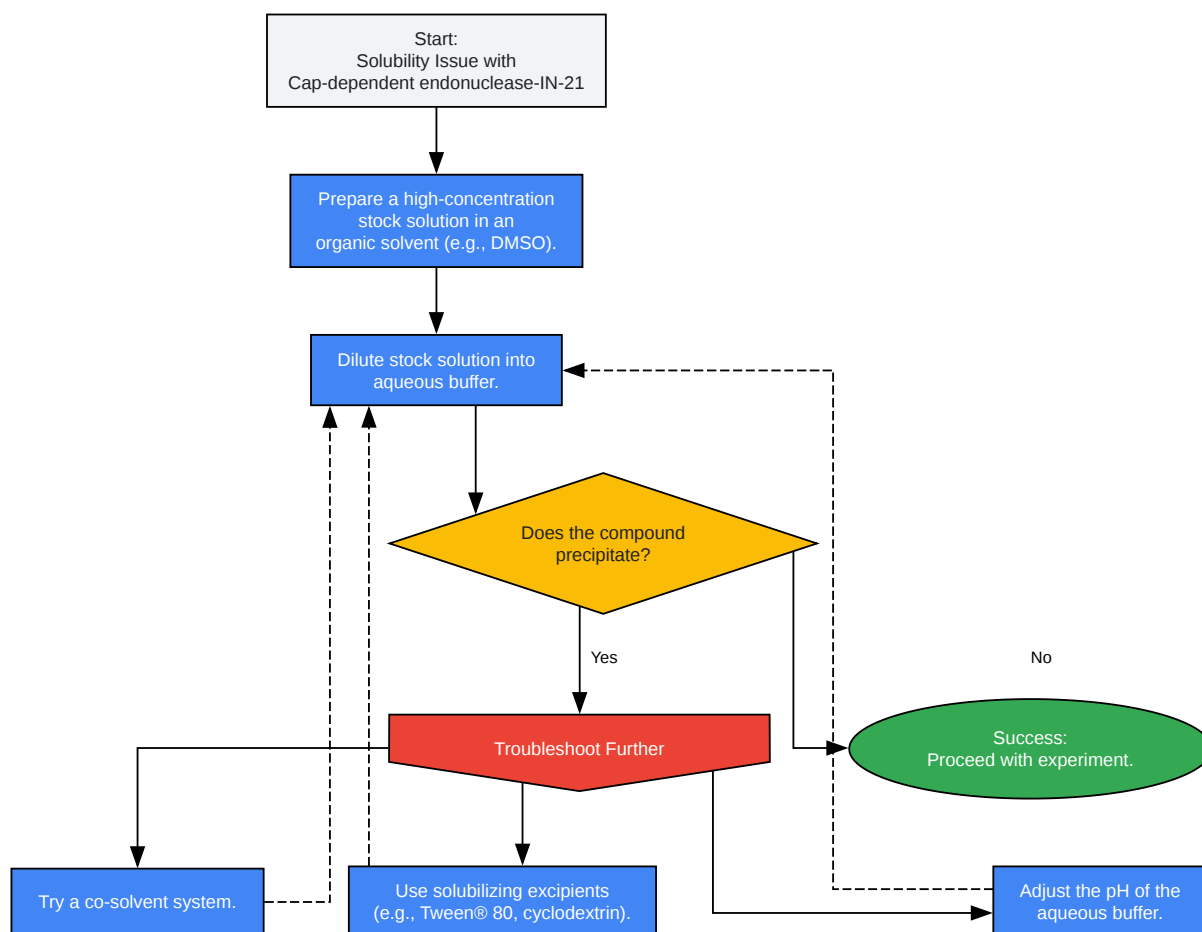 Start:
Solubility Issue with
Cap-dependent endonuclease-IN-21
Prepare a high-concentration
stock solution in an
organic solvent (e.g., DMSO).
Dilute stock solution into
aqueous buffer.
Does the compound
precipitate?
Yes
No
Troubleshoot Further
Success:
Proceed with experiment.
Try a co-solvent system.
Use solubilizing excipients
(e.g., Tween® 80, cyclodextrin).
Adjust the pH of the
aqueous buffer.